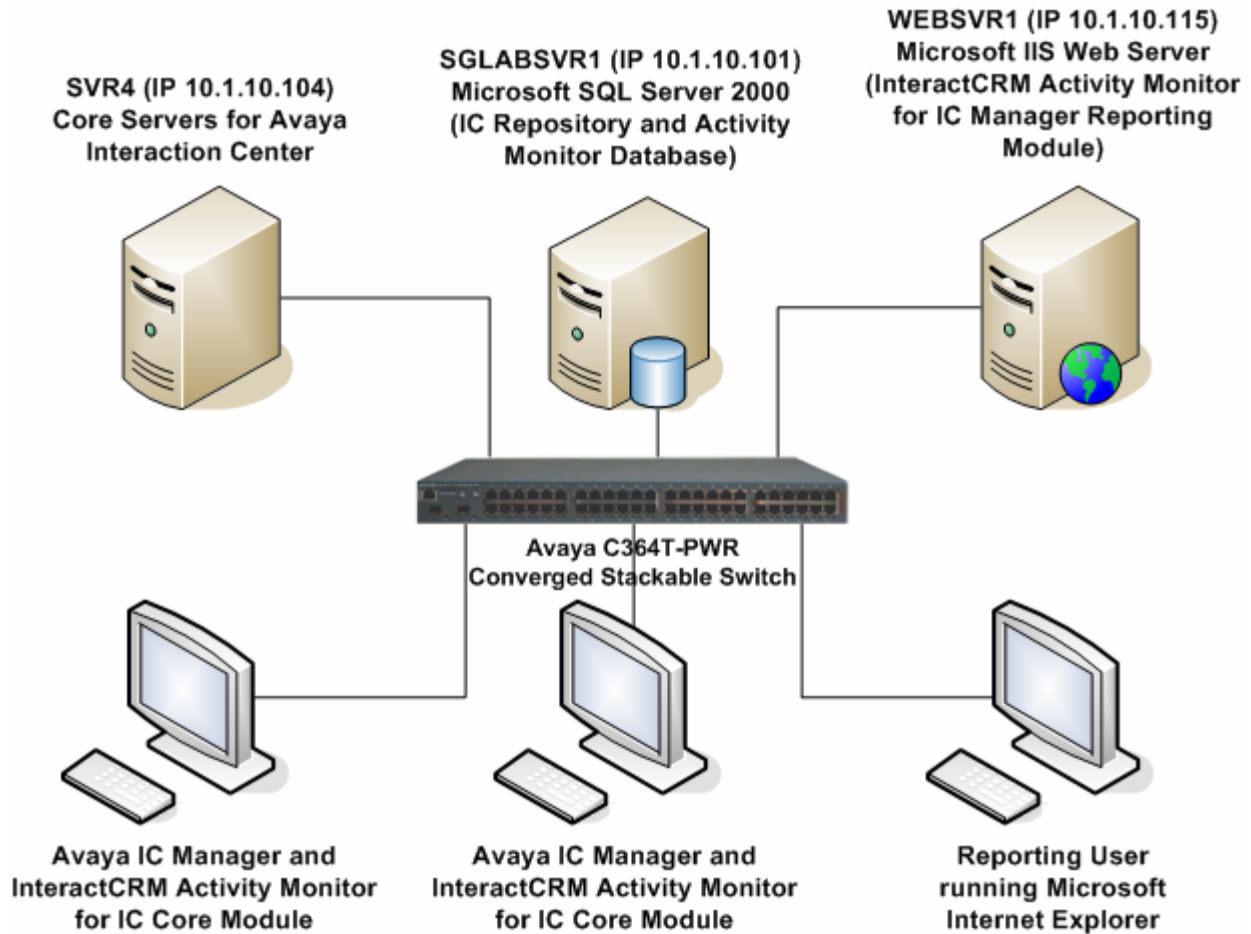 SVR4 (IP 10.1.10.104)
Core Servers for Avaya
Interaction Center
SGLABSVR1 (IP 10.1.10.101)
Microsoft SQL Server 2000
(IC Repository and Activity
Monitor Database)
WEBSVR1 (IP 10.1.10.115)
Microsoft IIS Web Server
(InteractCRM Activity Monitor
for IC Manager Reporting
Module)
Avaya C364T-PWR
Converged Stackable Switch
Avaya IC Manager and
InteractCRM Activity Monitor
for IC Core Module
Avaya IC Manager and
InteractCRM Activity Monitor
for IC Core Module
Reporting User
running Microsoft
Internet Explorer